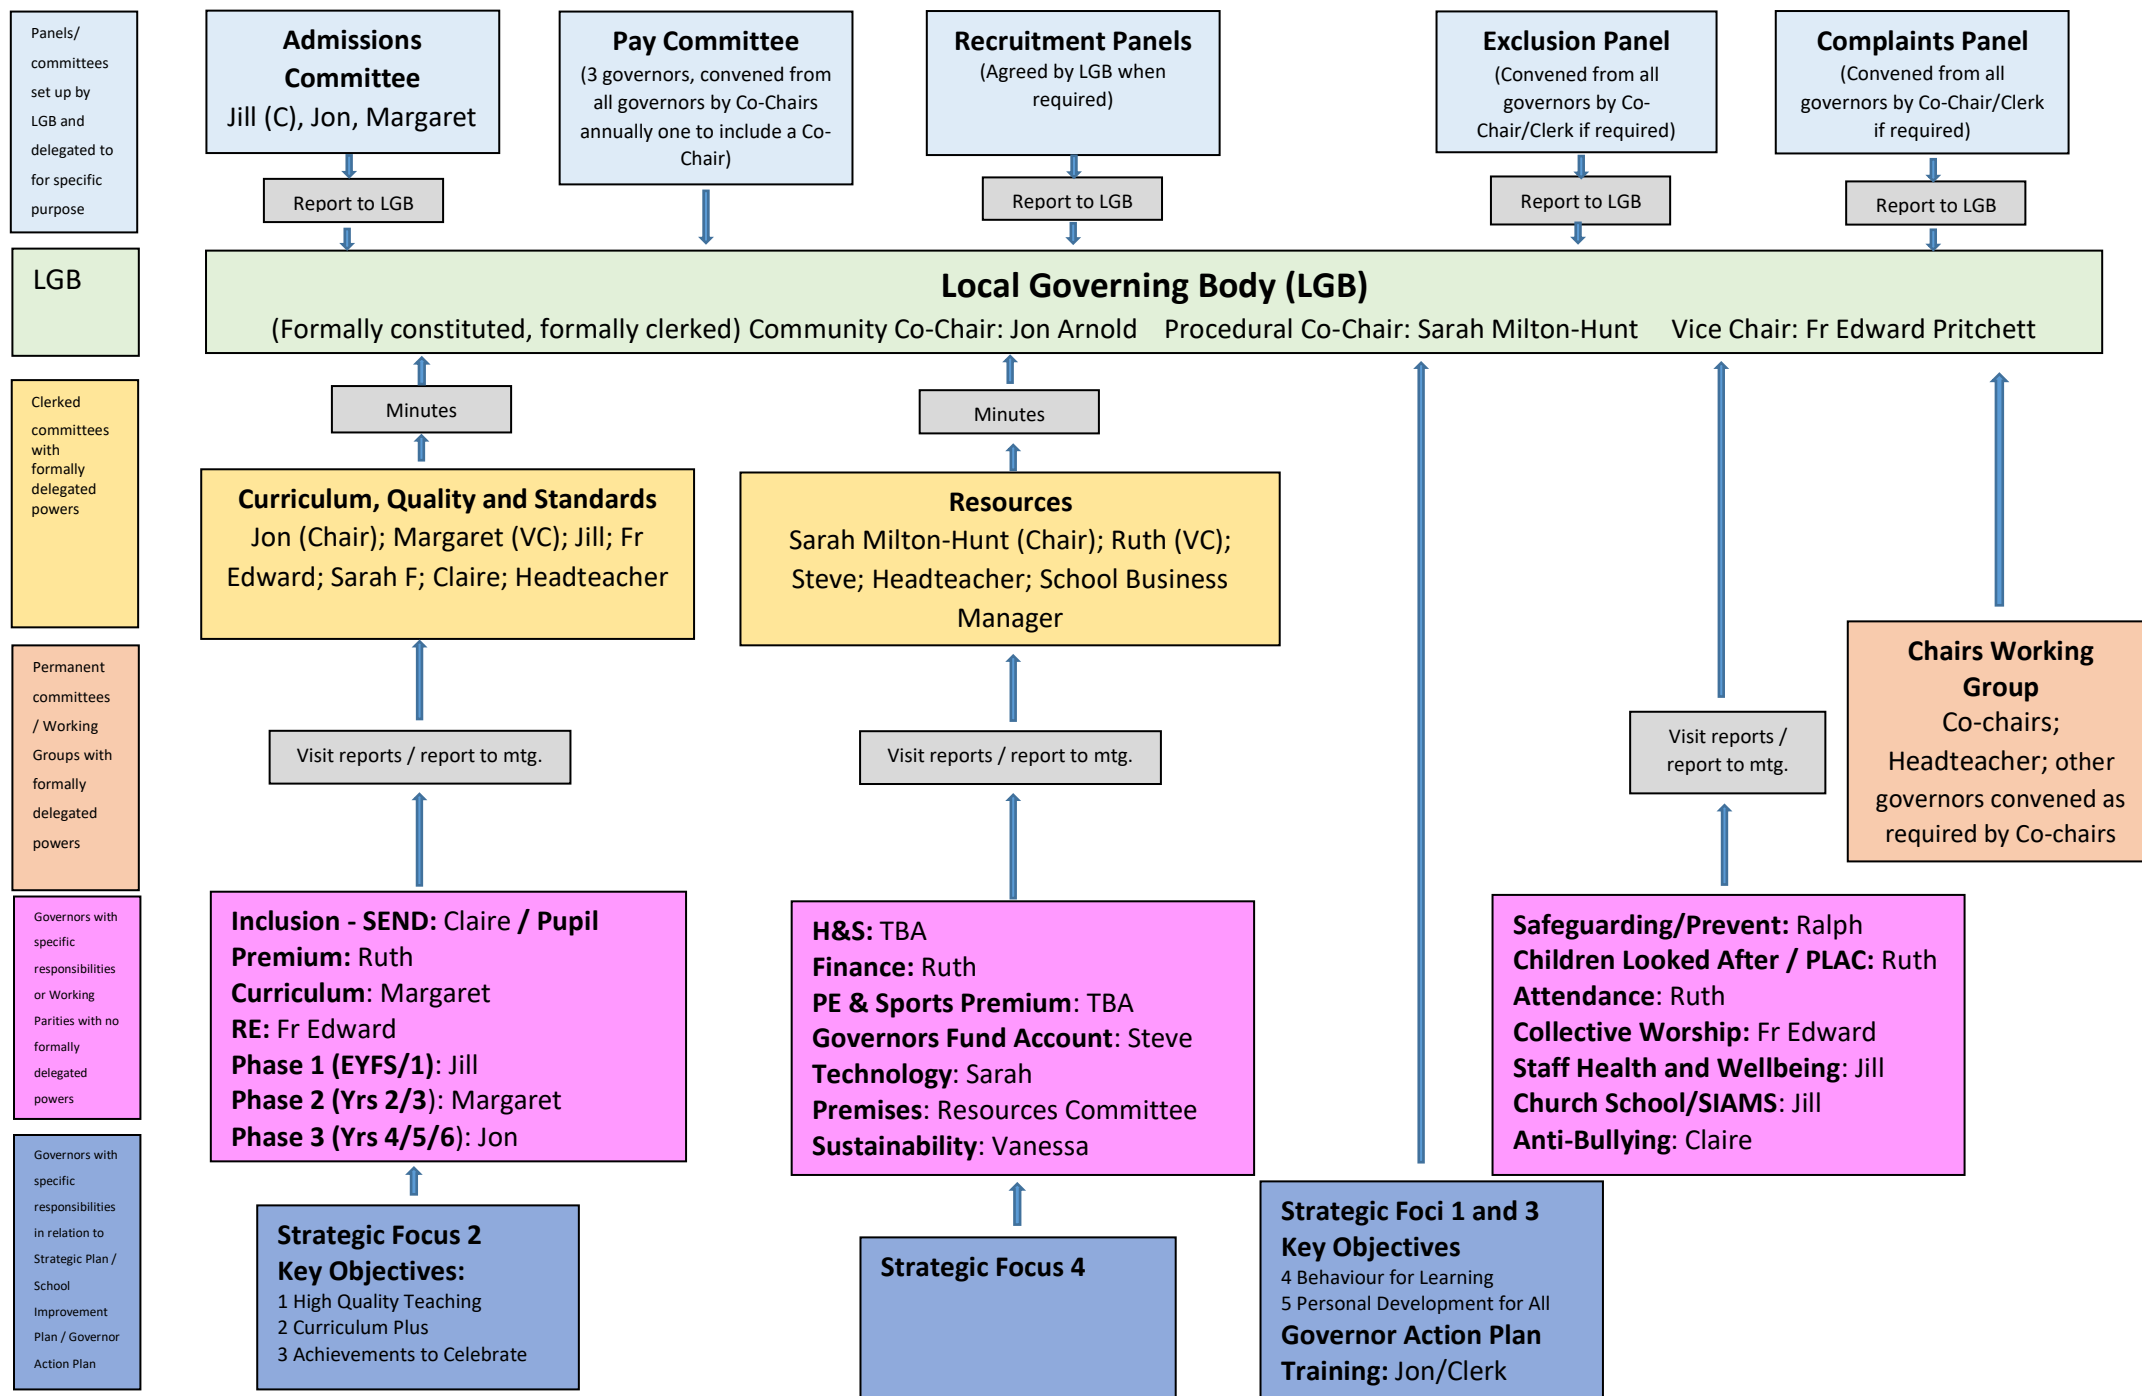 Panels/
committees
set up by
LGB and
delegated to
for specific
purpose
Admissions
Committee
Jill (C), Jon, Margaret
Pay Committee
(3 governors, convened from
all governors by Co-Chairs
annually one to include a Co-
Chair)
Recruitment Panels
(Agreed by LGB when
required)
Exclusion Panel
(Convened from all
governors by Co-
Chair/Clerk if required)
Complaints Panel
(Convened from all
governors by Co-Chair/Clerk
if required)
Report to LGB
Report to LGB
Report to LGB
Report to LGB
LGB
Local Governing Body (LGB)
(Formally constituted, formally clerked) Community Co-Chair: Jon Arnold    Procedural Co-Chair: Sarah Milton-Hunt    Vice Chair: Fr Edward Pritchett
Clerked
committees
with
formally
delegated
powers
Minutes
Minutes
Curriculum, Quality and Standards
Jon (Chair); Margaret (VC); Jill; Fr
Edward; Sarah F; Claire; Headteacher
Resources
Sarah Milton-Hunt (Chair); Ruth (VC);
Steve; Headteacher; School Business
Manager
Permanent
committees
/ Working
Groups with
formally
delegated
powers
Visit reports / report to mtg.
Visit reports / report to mtg.
Visit reports /
report to mtg.
Chairs Working
Group
Co-chairs;
Headteacher; other
governors convened as
required by Co-chairs
Governors with
specific
responsibilities
or Working
Parities with no
formally
delegated
powers
Inclusion - SEND: Claire / Pupil
Premium: Ruth
Curriculum: Margaret
RE: Fr Edward
Phase 1 (EYFS/1): Jill
Phase 2 (Yrs 2/3): Margaret
Phase 3 (Yrs 4/5/6): Jon
H&S: TBA
Finance: Ruth
PE & Sports Premium: TBA
Governors Fund Account: Steve
Technology: Sarah
Premises: Resources Committee
Sustainability: Vanessa
Safeguarding/Prevent: Ralph
Children Looked After / PLAC: Ruth
Attendance: Ruth
Collective Worship: Fr Edward
Staff Health and Wellbeing: Jill
Church School/SIAMS: Jill
Anti-Bullying: Claire
Governors with
specific
responsibilities
in relation to
Strategic Plan /
School
Improvement
Plan / Governor
Action Plan
Strategic Focus 2
Key Objectives:
1 High Quality Teaching
2 Curriculum Plus
3 Achievements to Celebrate
Strategic Focus 4
Strategic Foci 1 and 3
Key Objectives
4 Behaviour for Learning
5 Personal Development for All
Governor Action Plan
Training: Jon/Clerk